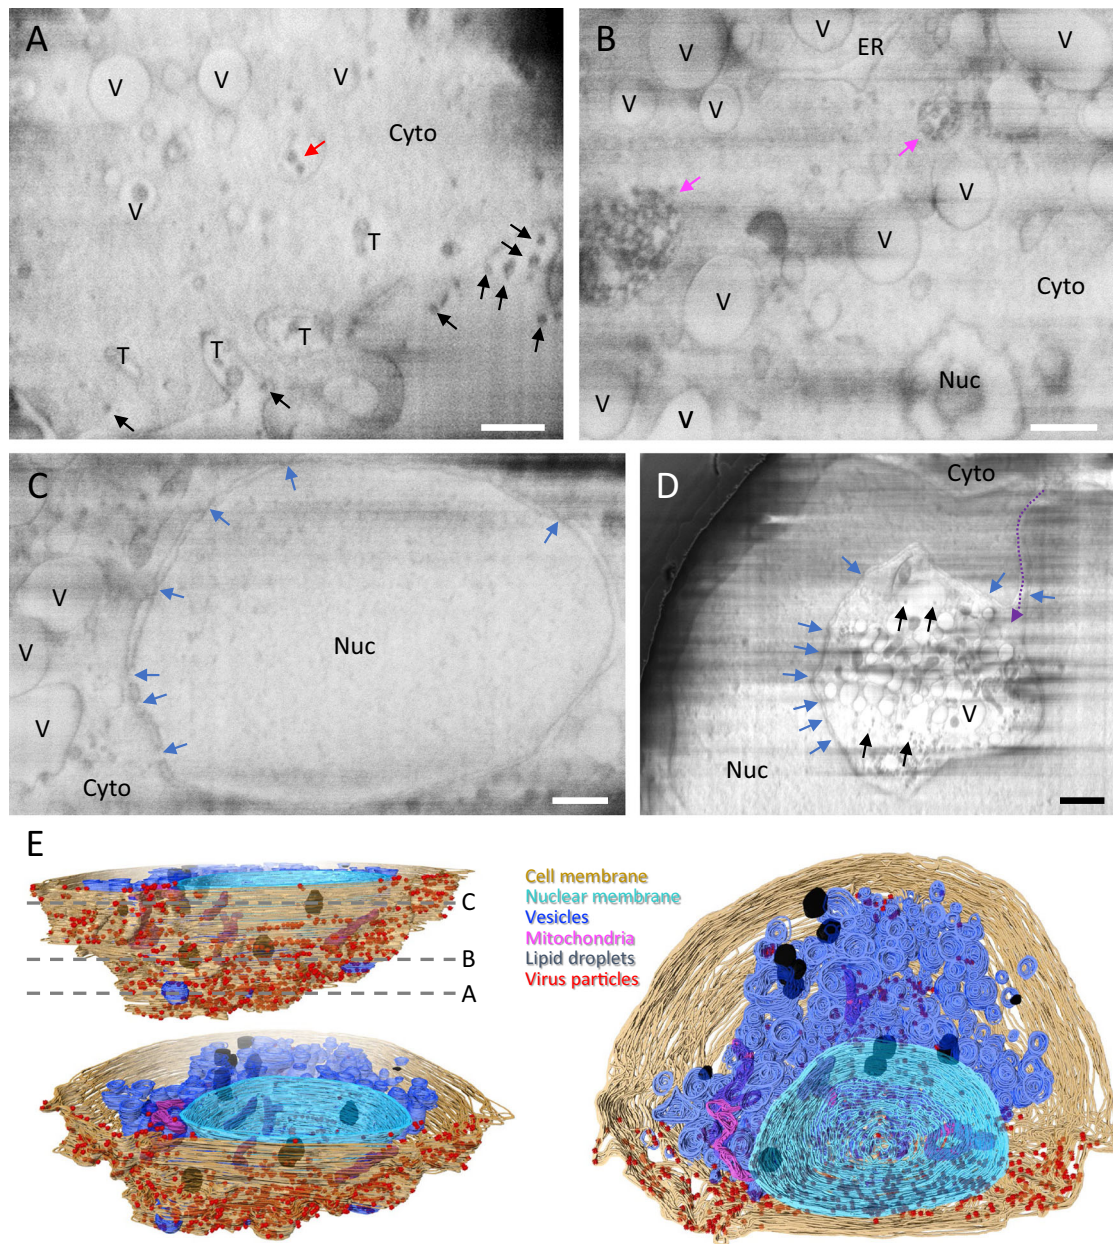 A
V
V
V
Cyto
V
T
T
T
T
B
V
V
ER
V
V
V
V
V
V
Cyto
Nuc
V
V
C
V
V
V
Nuc
Cyto
D
Cyto
V
Nuc
E
C
B
A
Cell membrane
Nuclear membrane
Vesicles
Mitochondria
Lipid droplets
Virus particles